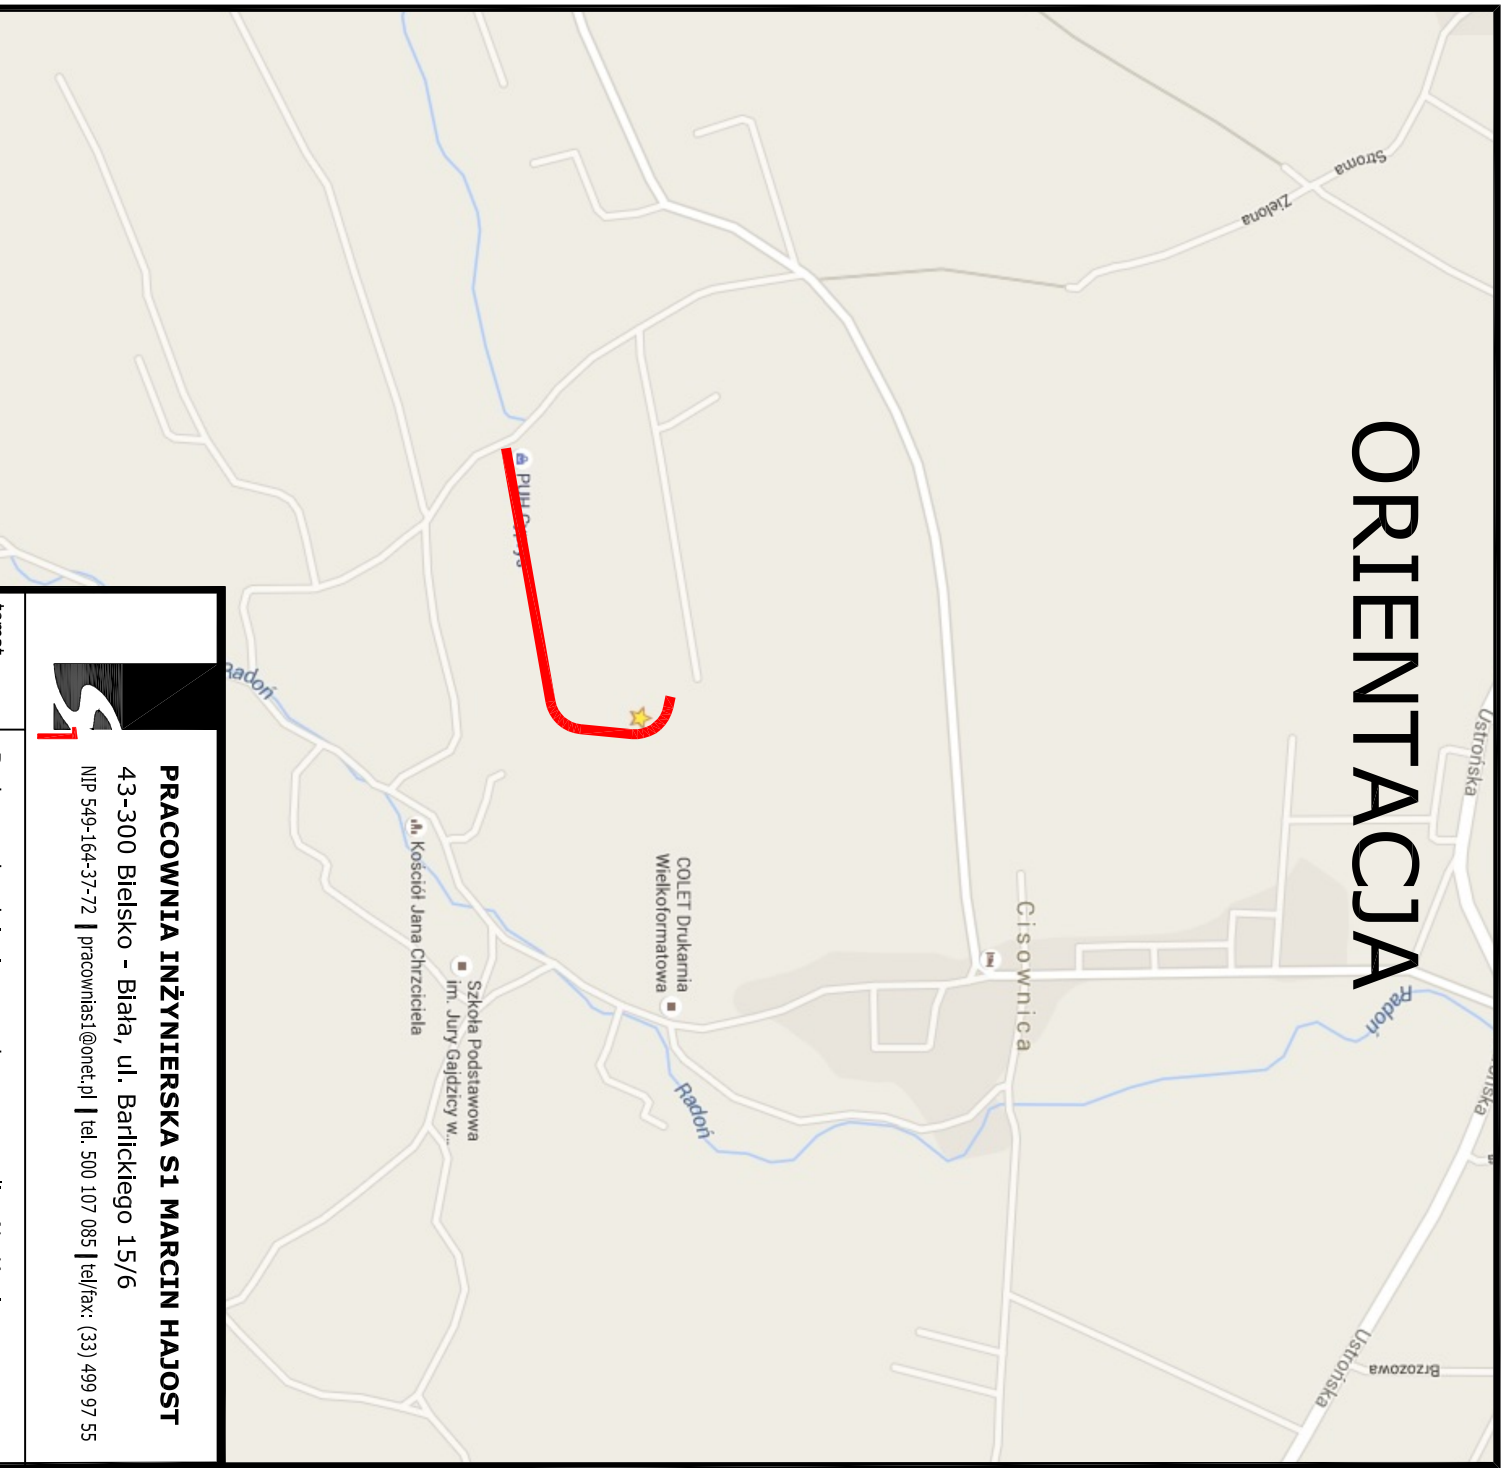 ORIENTACJA
Stroma
Zielona
Ustrońska
Radoń
Cisownica
COLET Drukarnia
Wielkoformatowa
Radoń
Kościół Jana Chrzciciela
Szkoła Podstawowa
im. Jury Gajdzicy w...
Radoń
Ustrońska
Brzozowa
PUH
PRACOWNIA INŻYNIERSKA S1 MARCIN HAJOST
43-300 Bielsko - Biała, ul. Barlickiego 15/6
NIP 549-164-37-72 | pracownias1@onet.pl | tel. 500 107 085 | tel/fax: (33) 499 97 55
S1